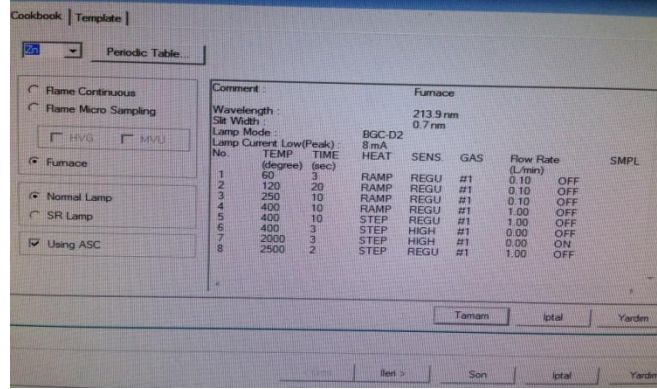 Cookbook Template
Zn Periodic Table...
Flame Continuous
Flame Micro Sampling
HVG MVU
Furnace
Normal Lamp
SR Lamp
Using ASC
Comment : Furnace
Wavelength : 213.9 nm
Slit Width : 0.7 nm
Lamp Mode : BGC-D2
Lamp Current Low(Peak) : 8 mA
No. TEMP TIME HEAT SENS. GAS Flow Rate SMPL
(degree) (sec) (L/min)
1 60 3 RAMP REGU #1 0.10 OFF
2 120 20 RAMP REGU #1 0.10 OFF
3 250 10 RAMP REGU #1 0.10 OFF
4 400 10 RAMP REGU #1 1.00 OFF
5 400 10 STEP REGU #1 1.00 OFF
6 400 3 STEP HIGH #1 0.00 OFF
7 2000 3 STEP HIGH #1 0.00 ON
8 2500 2 STEP REGU #1 1.00 OFF
Tamam İptal Yardım
İleri > Son İptal Yardım